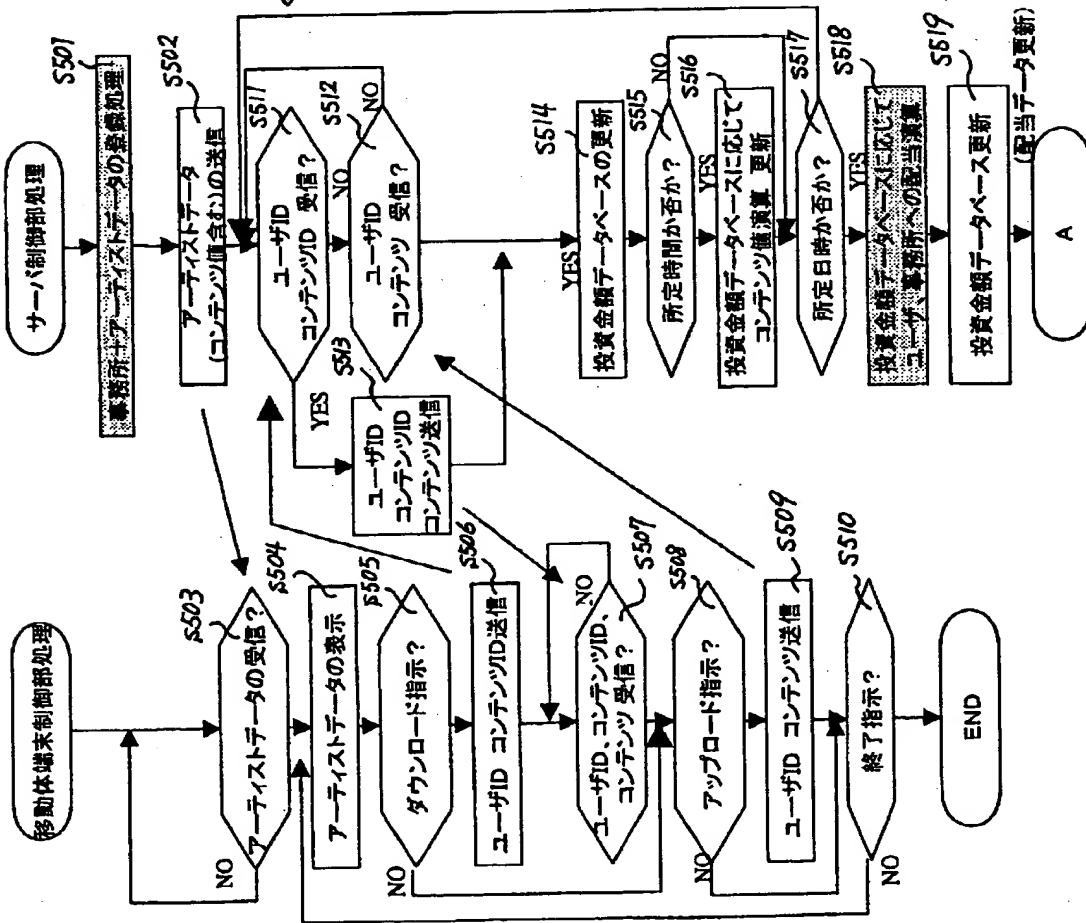 移動体端末制御部処理
アーティストデータの受信？
S503
NO
アーティストデータの表示
S504
ダウンロード指示？
S505
NO
ユーザID コンテンツID送信
S506
ユーザID、コンテンツID、
コンテンツ 受信？
S507
NO
アップロード指示？
S508
NO
ユーザID コンテンツ送信
S509
終了指示？
S510
NO
END
サーバ制御部処理
事務所＋アーティストデータの登録処理
S501
アーティストデータ
(コンテンツ値含む)の送信
S502
ユーザID
コンテンツID 受信？
S511
YES
NO
ユーザID
コンテンツ 受信？
S512
NO
ユーザID
コンテンツID
コンテンツ送信
S513
YES
投資金額データベースの更新
S514
所定時間か否か？
S515
NO
YES
投資金額データベースに応じて
コンテンツ値演算 更新
S516
所定日時か否か？
S517
YES
投資金額データベースに応じて
ユーザ、事務所への配当演算
S518
投資金額データベース更新
S519
(配当データ更新)
A